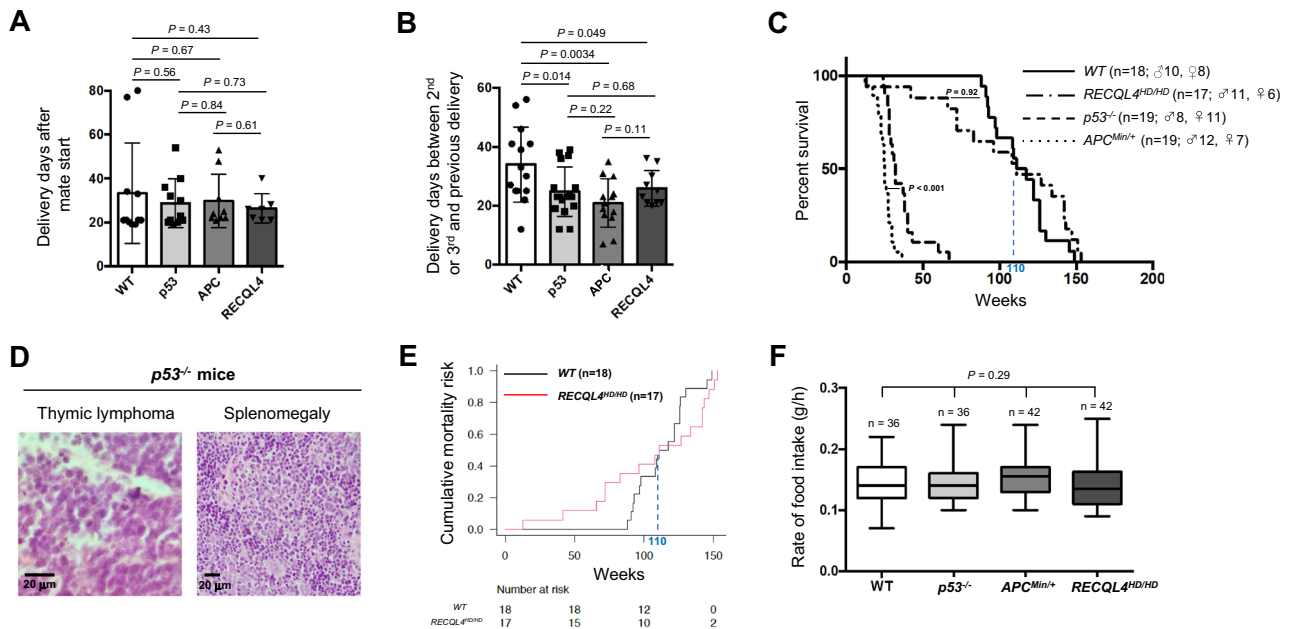 A
P = 0.43
P = 0.67
P = 0.56
P = 0.73
P = 0.84
P = 0.61
Delivery days after
mate start
80
60
40
20
0
WT
p53
APC
RECQL4
B
P = 0.049
P = 0.0034
P = 0.014
P = 0.68
P = 0.22
P = 0.11
Delivery days between 2nd
or 3rd and previous delivery
60
40
20
0
WT
p53
APC
RECQL4
C
Percent survival
100
50
0
P = 0.92
P < 0.001
WT (n=18; ♂10, ♀8)
RECQL4HD/HD (n=17; ♂11, ♀6)
p53-/- (n=19; ♂8, ♀11)
APCMin/+ (n=19; ♂12, ♀7)
0
50
100
110
150
200
Weeks
D
p53-/- mice
Thymic lymphoma
Splenomegaly
20 μm
20 μm
E
Cumulative mortality risk
1.0
0.8
0.6
0.4
0.2
0.0
WT (n=18)
RECQL4HD/HD (n=17)
0
50
100
110
150
Weeks
Number at risk
WT 18 18 12 0
RECQL4HD/HD 17 15 10 2
F
P = 0.29
Rate of food intake (g/h)
0.3
0.2
0.1
0.0
n = 36
n = 36
n = 42
n = 42
WT
p53-/-
APCMin/+
RECQL4HD/HD